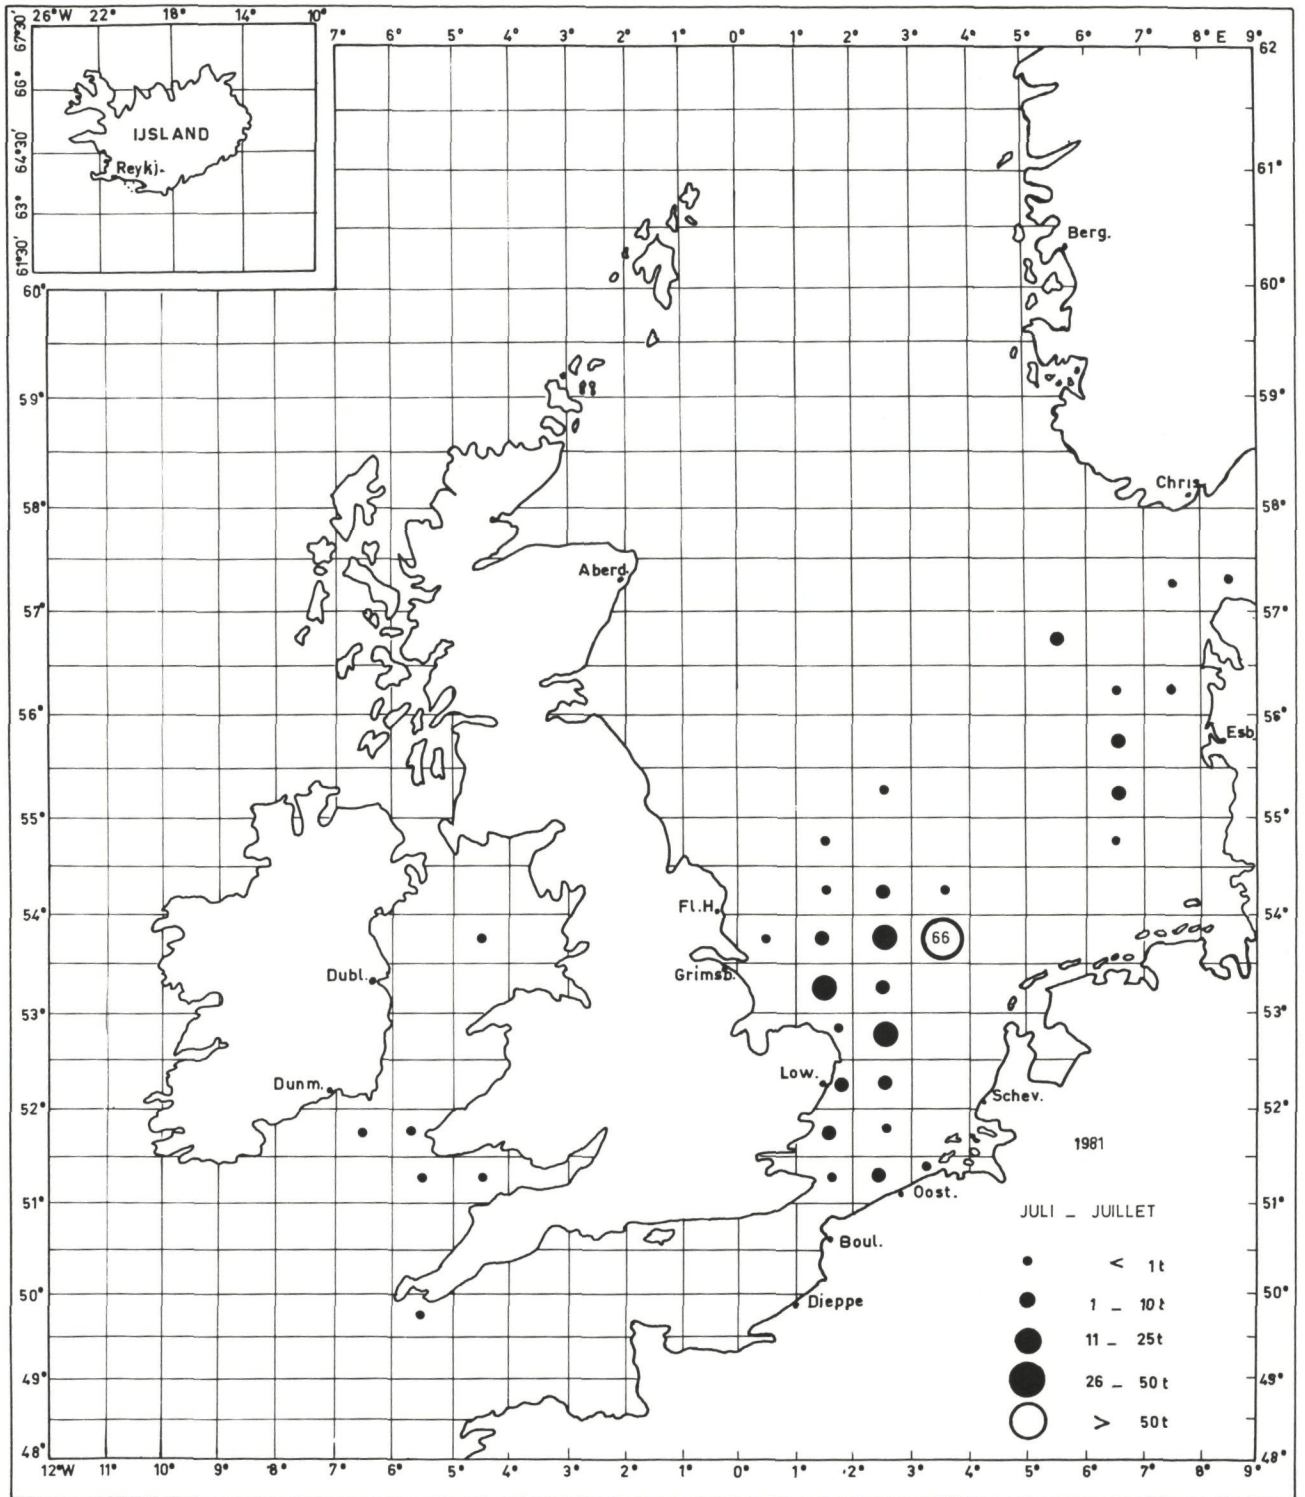 26°W 22° 18° 14° 10°
67°30'
66°
64°30'
63°
61°30'
IJSLAND
Reykj.
7° 6° 5° 4° 3° 2° 1° 0° 1° 2° 3° 4° 5° 6° 7° 8° E 9°
62
61°
60°
59°
58°
57°
56°
55°
54°
53°
52°
51°
50°
49°
48°
60°
59°
58°
57°
56°
55°
54°
53°
52°
51°
50°
49°
48°
Berg.
Chris
Aberd.
Esb
Fl.H.
66
Dubl.
Grimsb.
Dunm.
Low.
Schev.
1981
Oost.
Boul.
Dieppe
JULI _ JUILLET
< 1t
1 _ 10t
11 _ 25t
26 _ 50t
> 50t
12°W 11° 10° 9° 8° 7° 6° 5° 4° 3° 2° 1° 0° 1° 2° 3° 4° 5° 6° 7° 8° 9°